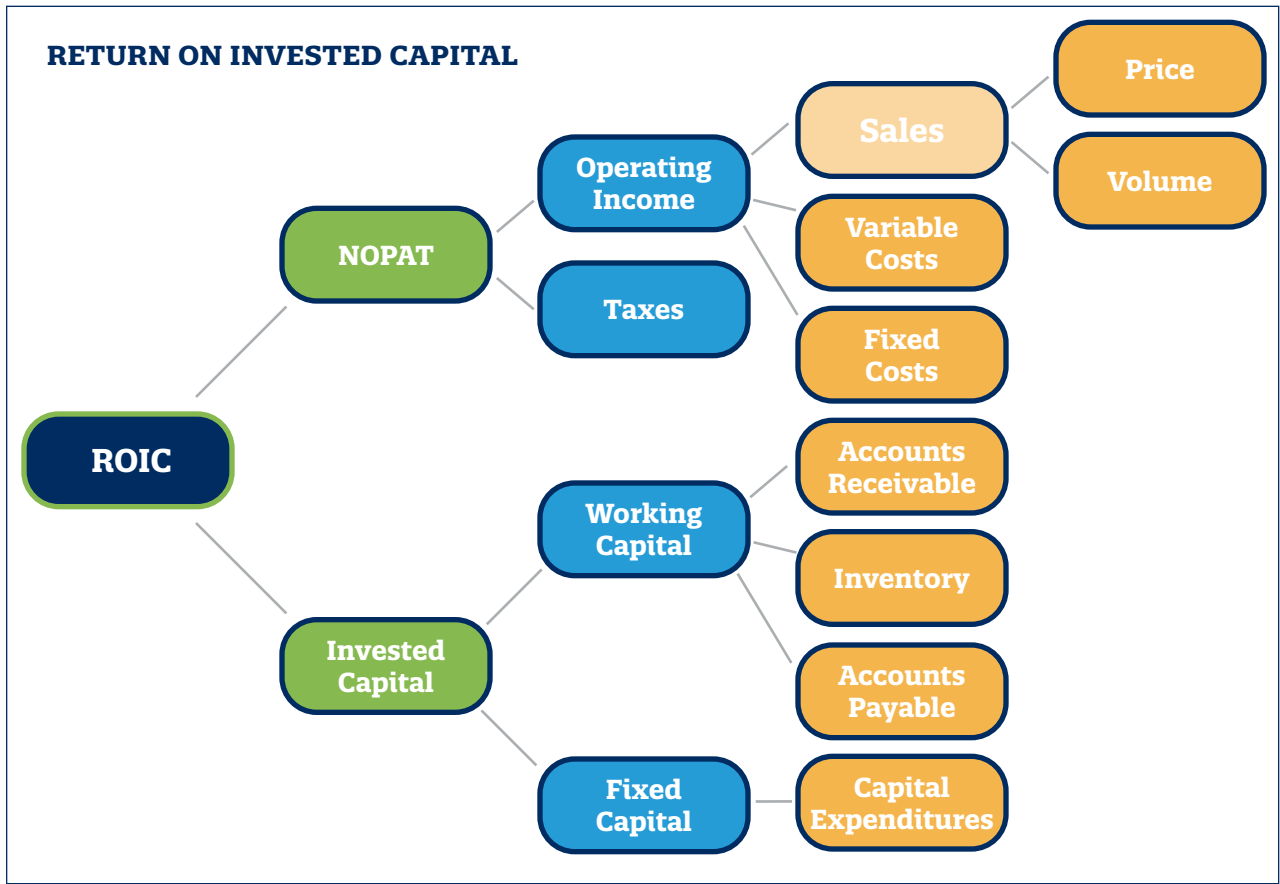 RETURN ON INVESTED CAPITAL
Price
Sales
Volume
Operating
Income
Variable
Costs
NOPAT
Taxes
Fixed
Costs
ROIC
Accounts
Receivable
Working
Capital
Inventory
Invested
Capital
Accounts
Payable
Fixed
Capital
Capital
Expenditures